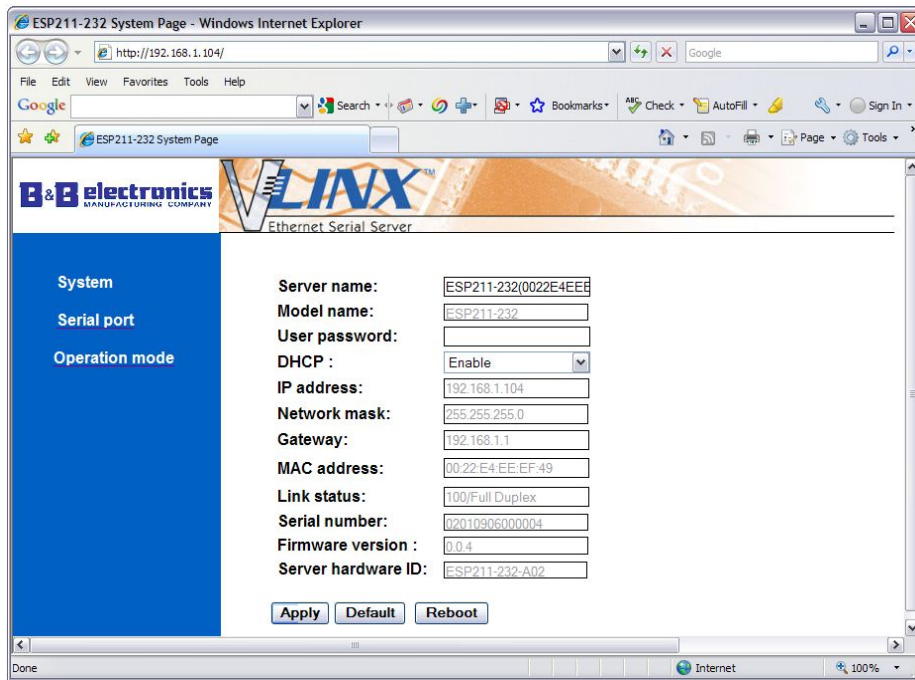 ESP211-232 System Page - Windows Internet Explorer
http://192.168.1.104/
Google
File Edit View Favorites Tools Help
Google Search Bookmarks ABC Check AutoFill Sign In
ESP211-232 System Page Page Tools
B&B electronics
MANUFACTURING COMPANY
VLINX™
Ethernet Serial Server
System
Serial port
Operation mode
Server name: ESP211-232(0022E4EEE
Model name: ESP211-232
User password:
DHCP : Enable
IP address: 192.168.1.104
Network mask: 255.255.255.0
Gateway: 192.168.1.1
MAC address: 00:22:E4:EE:EF:49
Link status: 100/Full Duplex
Serial number: 02010906000004
Firmware version : 0.0.4
Server hardware ID: ESP211-232-A02
Apply Default Reboot
Done Internet 100%